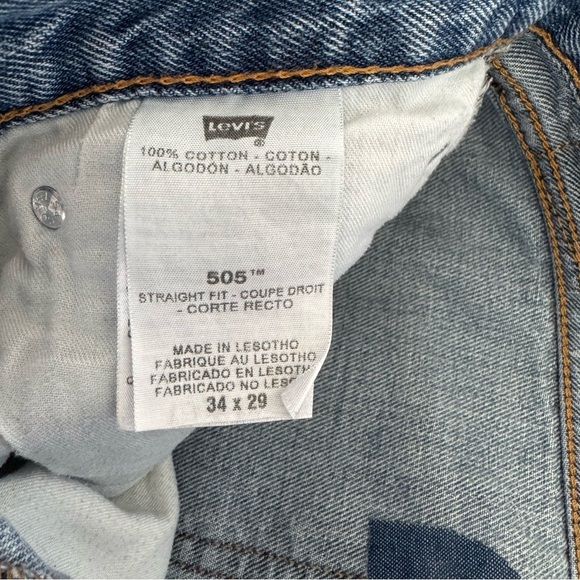 Levi's
®
100% COTTON - COTON -
ALGODÓN - ALGODÃO
505™
STRAIGHT FIT - COUPE DROIT
- CORTE RECTO
MADE IN LESOTHO
FABRIQUE AU LESOTHO
FABRICADO EN LESOTHO
FABRICADO NO
34 x 29